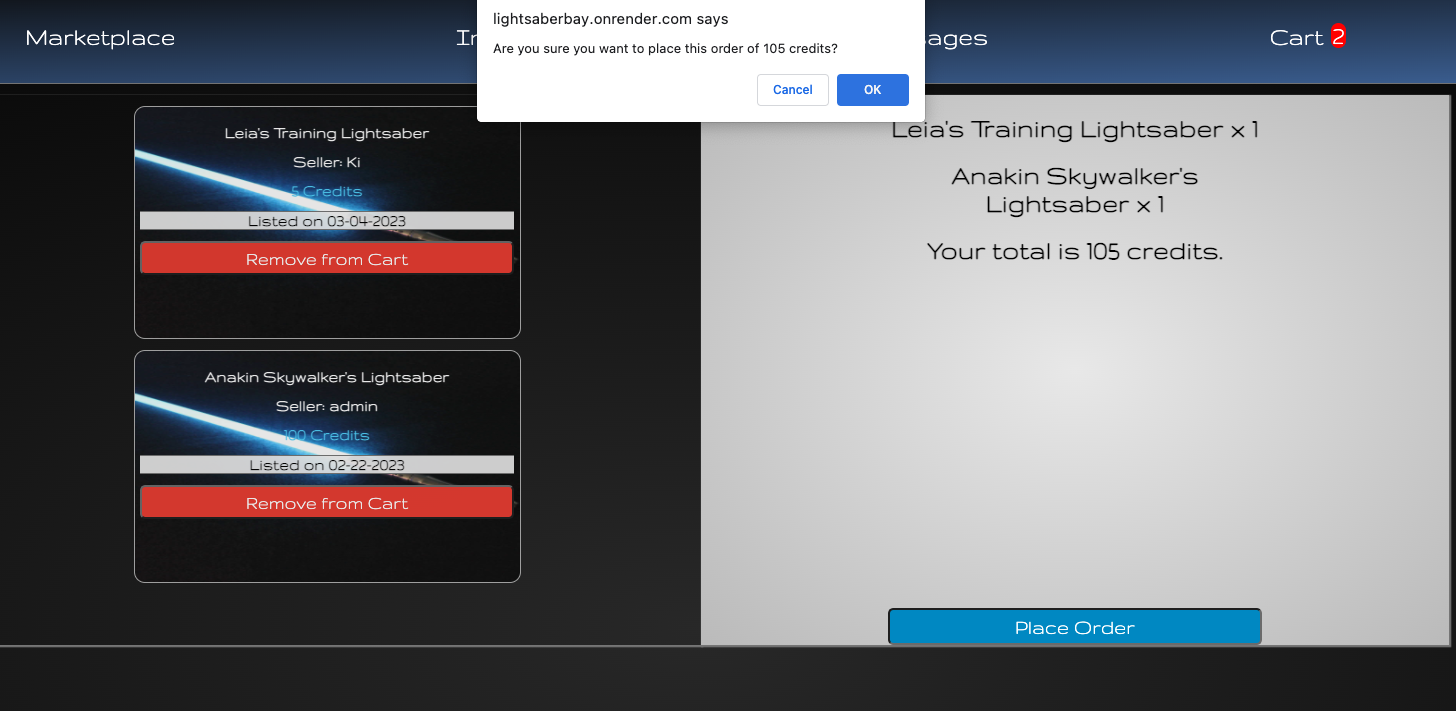 lightsaberbay.onrender.com says
Are you sure you want to place this order of 105 credits?
Cancel
OK
Marketplace
Cart 2
Leia's Training Lightsaber
Seller: Ki
5 Credits
Listed on 03-04-2023
Remove from Cart
Anakin Skywalker's Lightsaber
Seller: admin
100 Credits
Listed on 02-22-2023
Remove from Cart
Leia's Training Lightsaber x 1
Anakin Skywalker's
Lightsaber x 1
Your total is 105 credits.
Place Order